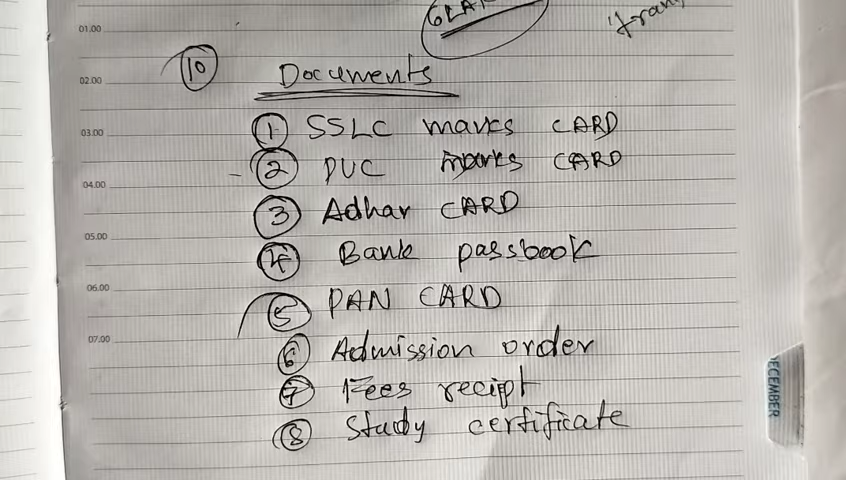 01.00
10 Documents
02.00
1 SSLC marks CARD
03.00
2 PUC marks CARD
04.00
3 Adhar CARD
05.00
4 Bank passbook
06.00
5 PAN CARD
07.00
6 Admission order
7 Fees recipt
8 Study certificate
DECEMBER